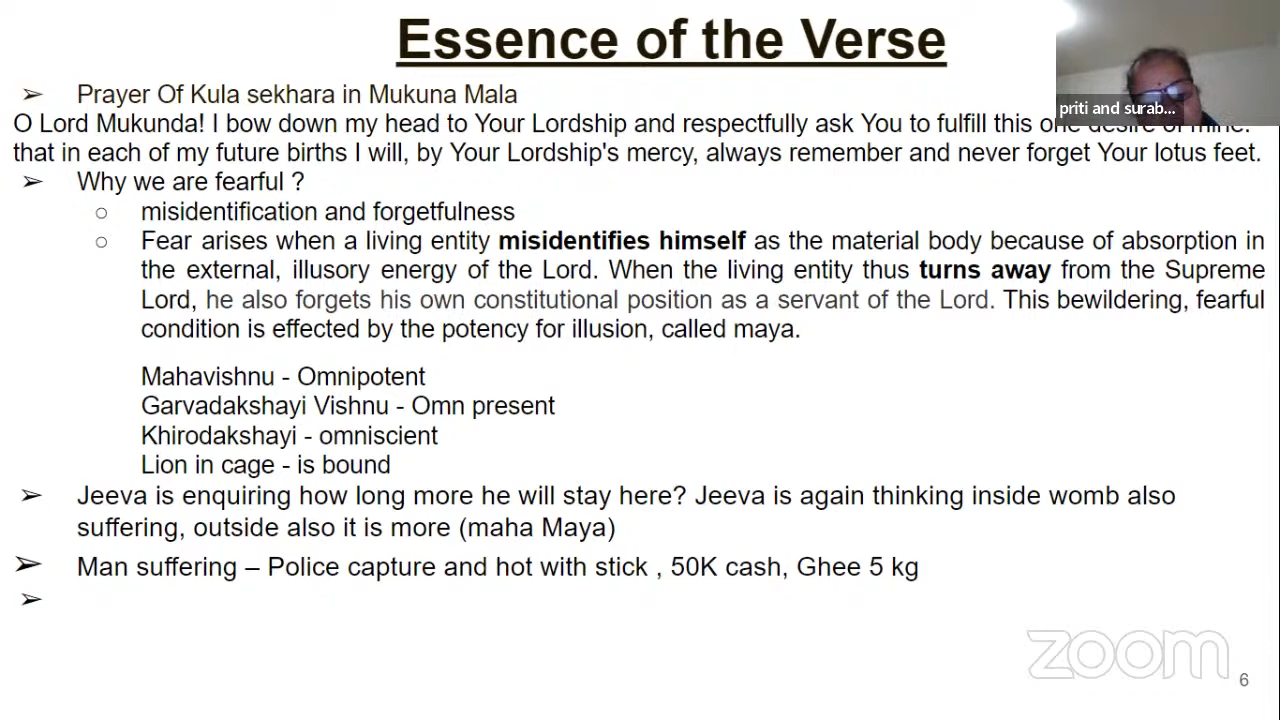 Essence of the Verse
➢ Prayer Of Kula sekhara in Mukuna Mala
priti and surab...
O Lord Mukunda! I bow down my head to Your Lordship and respectfully ask You to fulfill this one desire of mine:
that in each of my future births I will, by Your Lordship's mercy, always remember and never forget Your lotus feet.
➢ Why we are fearful ?
○ misidentification and forgetfulness
○ Fear arises when a living entity misidentifies himself as the material body because of absorption in
the external, illusory energy of the Lord. When the living entity thus turns away from the Supreme
Lord, he also forgets his own constitutional position as a servant of the Lord. This bewildering, fearful
condition is effected by the potency for illusion, called maya.
Mahavishnu - Omnipotent
Garvadakshayi Vishnu - Omn present
Khirodakshayi - omniscient
Lion in cage - is bound
➢ Jeeva is enquiring how long more he will stay here? Jeeva is again thinking inside womb also
suffering, outside also it is more (maha Maya)
➢ Man suffering – Police capture and hot with stick , 50K cash, Ghee 5 kg
➢
zoom
6